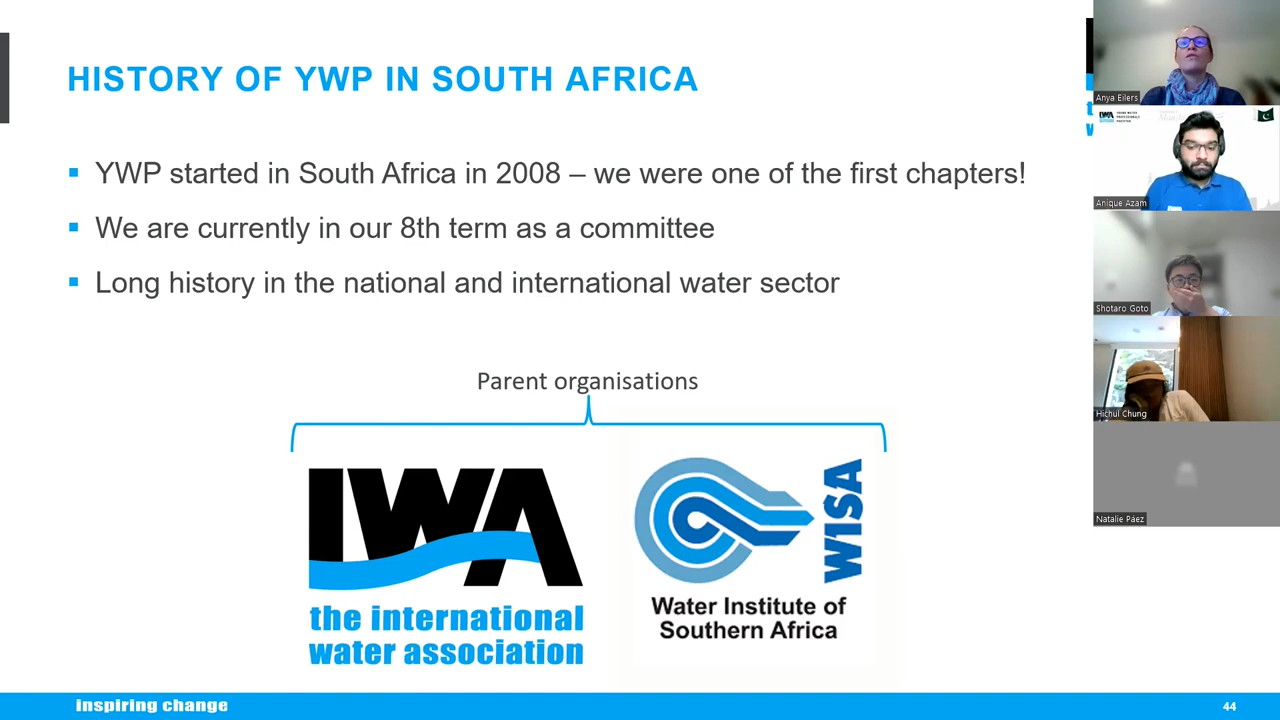 HISTORY OF YWP IN SOUTH AFRICA
YWP started in South Africa in 2008 – we were one of the first chapters!
We are currently in our 8th term as a committee
Long history in the national and international water sector
Parent organisations
IWA
the international
water association
WISA
Water Institute of
Southern Africa
inspiring change
44
Anya Eilers
IWA
Anique Azam
Shotaro Goto
Hichul Chung
Natalie Páez